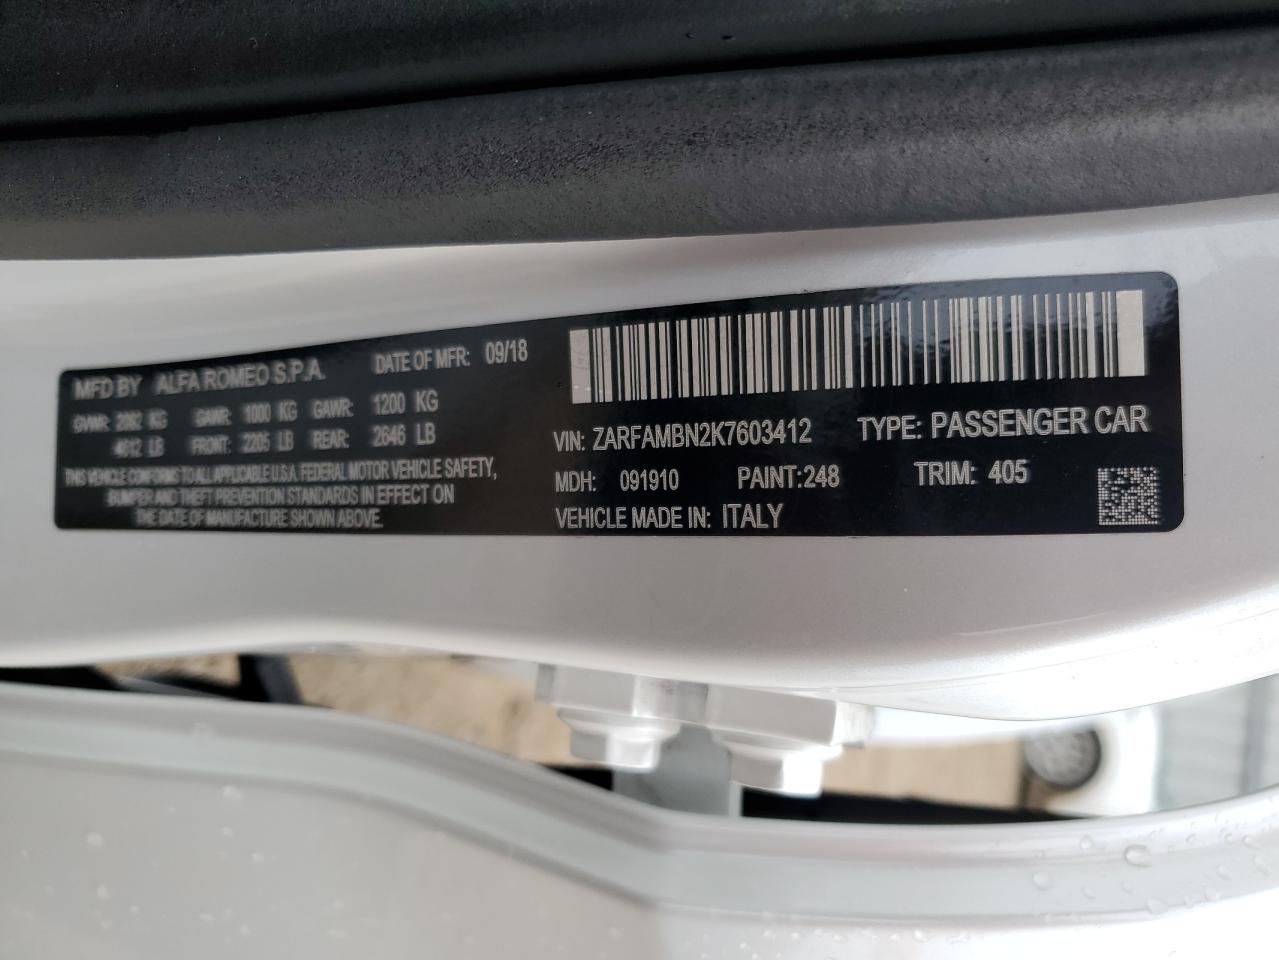 MFD BY ALFA ROMEO S.P.A. DATE OF MFR: 09/18
GVWR: 2082 KG GAWR: 1000 KG GAWR: 1200 KG
4612 LB FRONT: 2205 LB REAR: 2646 LB
THIS VEHICLE CONFORMS TO ALL APPLICABLE U.S.A. FEDERAL MOTOR VEHICLE SAFETY,
BUMPER AND THEFT PREVENTION STANDARDS IN EFFECT ON
THE DATE OF MANUFACTURE SHOWN ABOVE.
VIN: ZARFAMBN2K7603412 TYPE: PASSENGER CAR
MDH: 091910 PAINT:248 TRIM: 405
VEHICLE MADE IN: ITALY